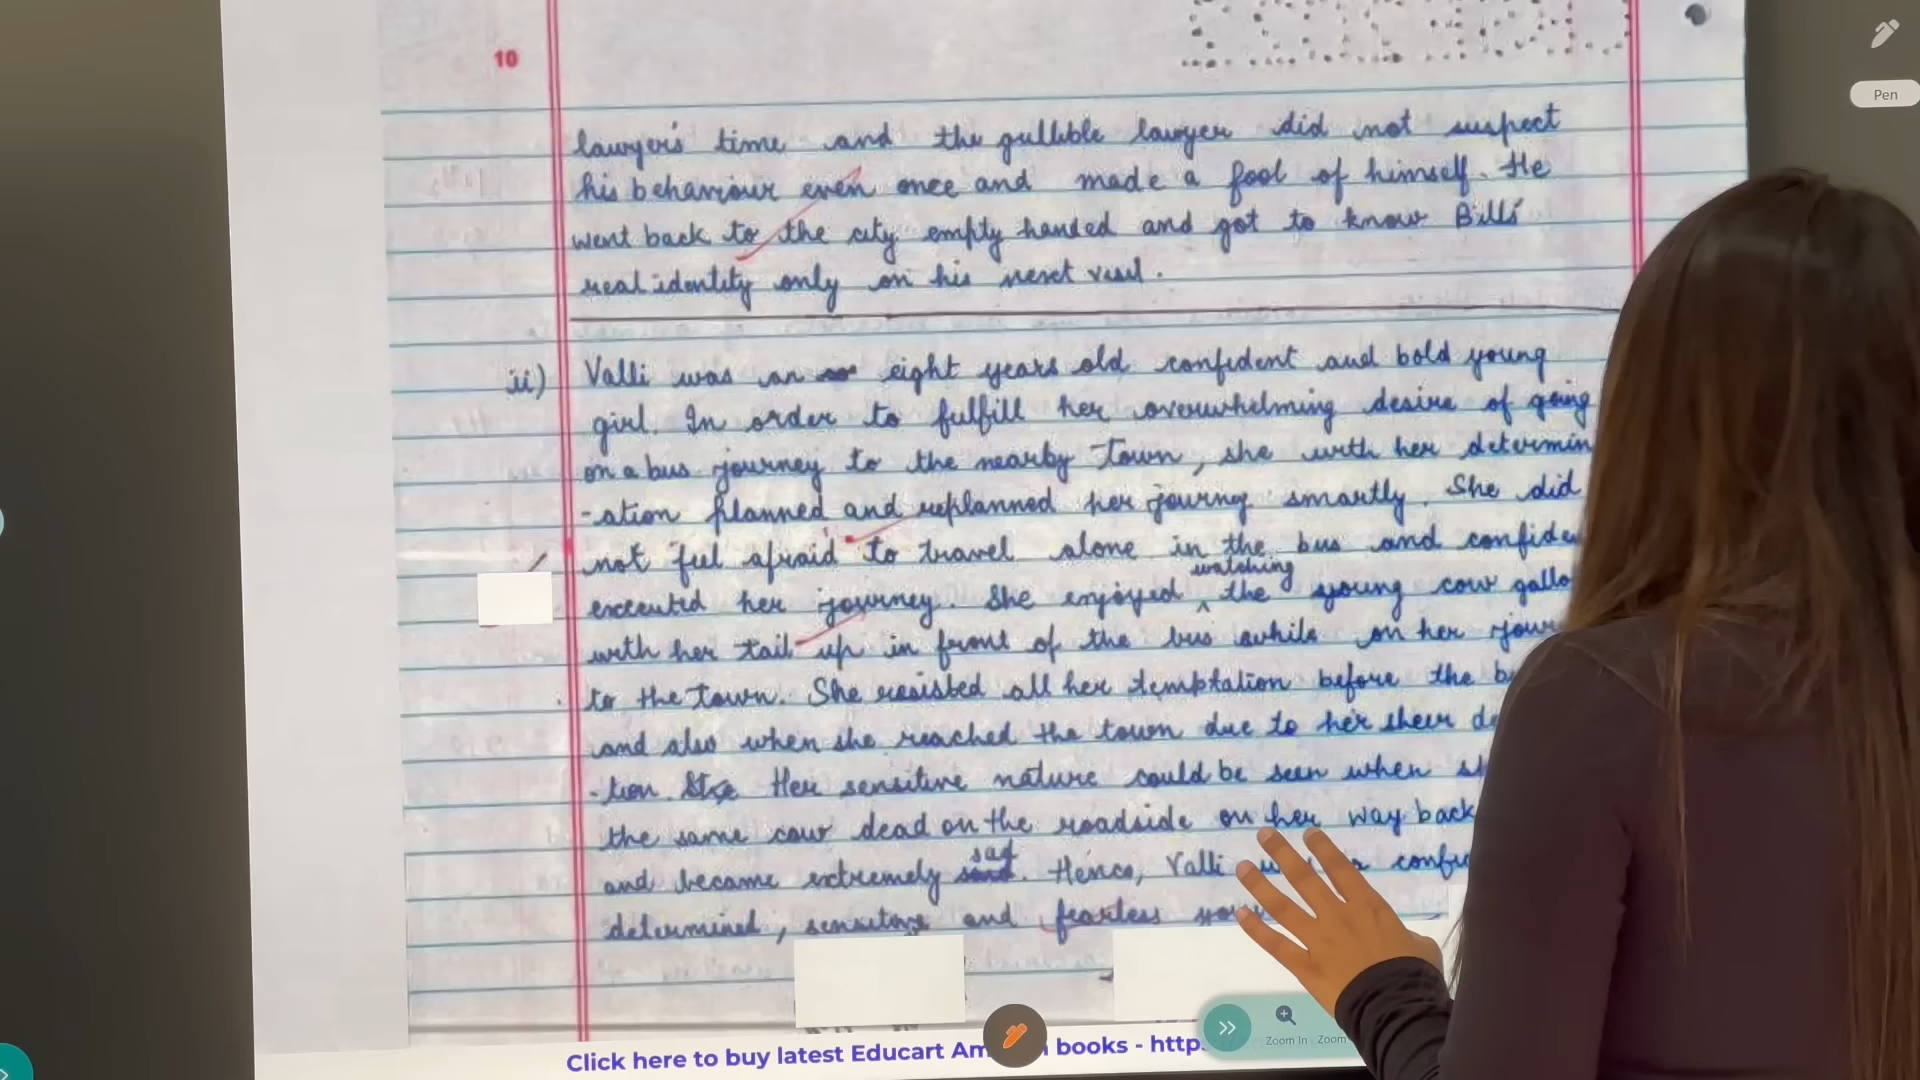 Pen
10
lawyer's time and the gullible lawyer did not suspect
his behaviour even once and made a fool of himself. He
went back to the city empty handed and got to know Bill's
real identity only on his next visit.
ii) Valli was an eight years old confident and bold young
girl. In order to fulfill her overwhelming desire of going
on a bus journey to the nearby Town, she with her determin
-ation planned and replanned her journey smartly. She did
not feel afraid to travel alone in the bus and confide
executed her journey. She enjoyed watching the young cow gallo
with her tail up in front of the bus while on her jour
to the town. She resisted all her temptation before the b
and also when she reached the town due to her sheer de
-tion. Her sensitive nature could be seen when s
the same cow dead on the roadside on her way back
and became extremely sad. Hence, Valli
determined, sensitive and fearless you
Click here to buy latest Educart Am books - http
Zoom In Zoom